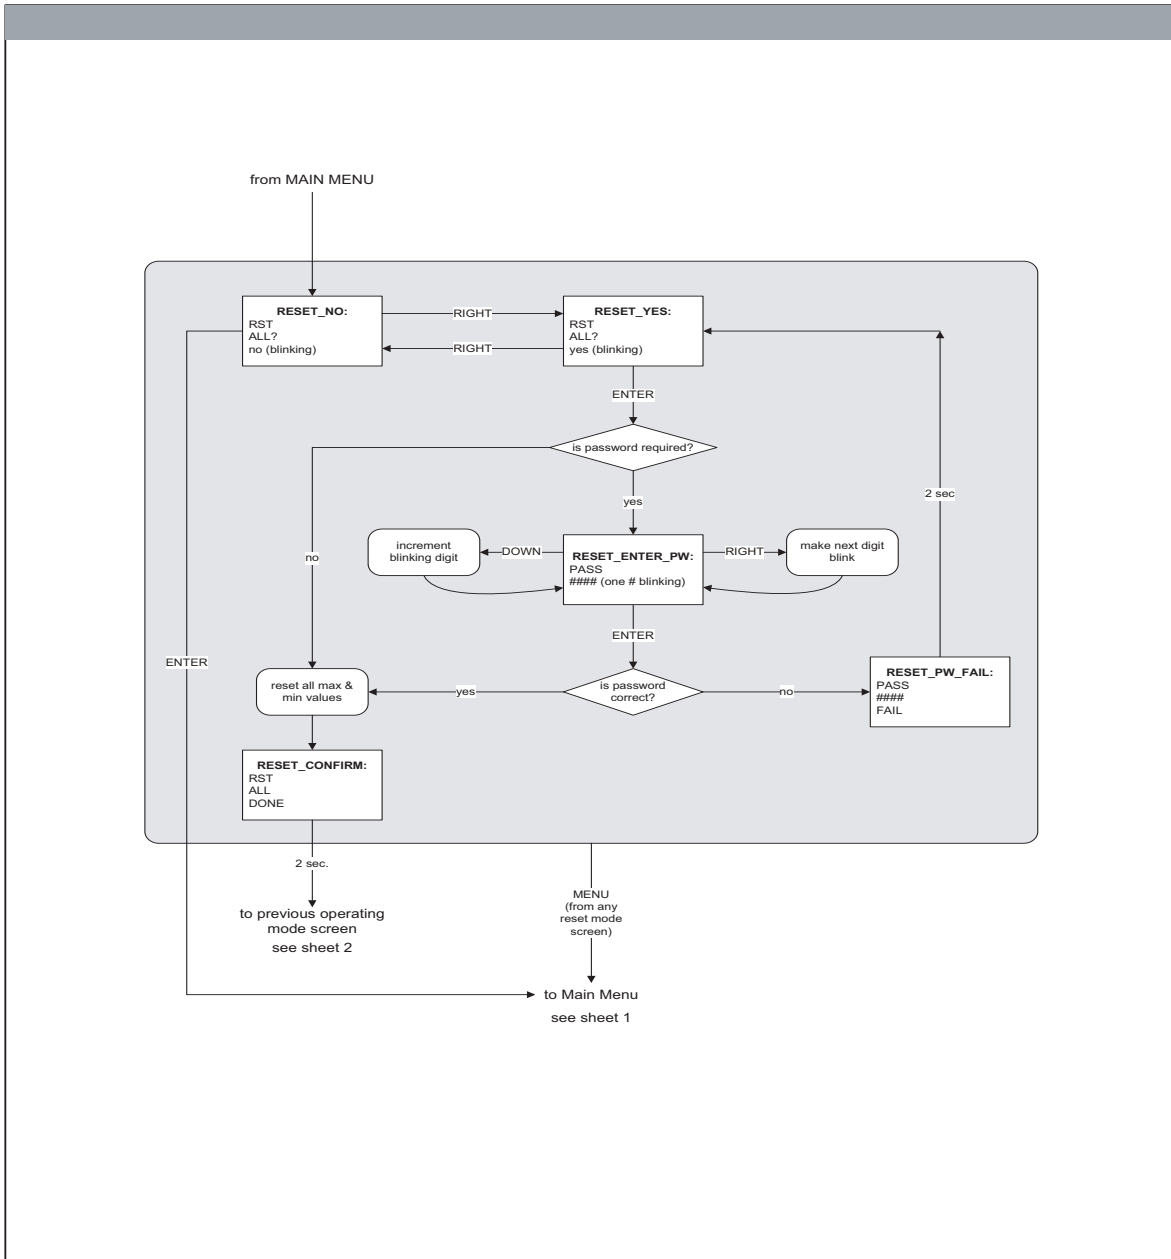 from MAIN MENU
RESET_NO:
RST
ALL?
no (blinking)
RIGHT
RIGHT
RESET_YES:
RST
ALL?
yes (blinking)
ENTER
is password required?
yes
no
2 sec
increment
blinking digit
DOWN
RESET_ENTER_PW:
PASS
#### (one # blinking)
RIGHT
make next digit
blink
ENTER
ENTER
reset all max &
min values
yes
is password
correct?
no
RESET_PW_FAIL:
PASS
####
FAIL
RESET_CONFIRM:
RST
ALL
DONE
2 sec.
to previous operating
mode screen
see sheet 2
MENU
(from any
reset mode
screen)
to Main Menu
see sheet 1